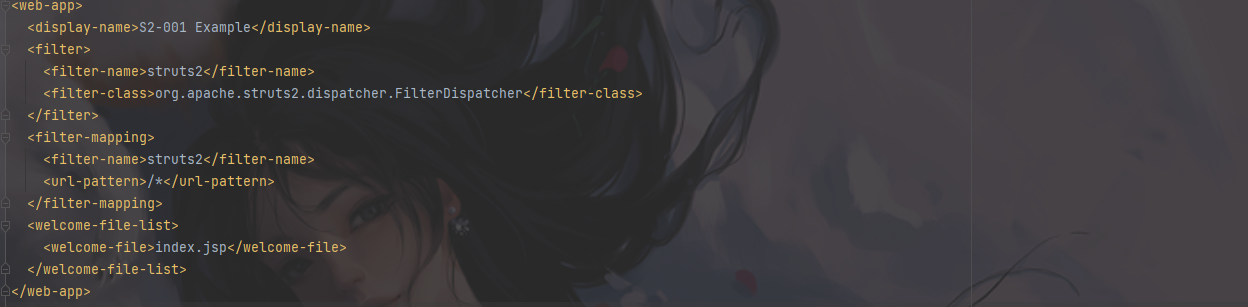 <web-app>
<display-name>S2-001 Example</display-name>
<filter>
<filter-name>struts2</filter-name>
<filter-class>org.apache.struts2.dispatcher.FilterDispatcher</filter-class>
</filter>
<filter-mapping>
<filter-name>struts2</filter-name>
<url-pattern>/*</url-pattern>
</filter-mapping>
<welcome-file-list>
<welcome-file>index.jsp</welcome-file>
</welcome-file-list>
</web-app>